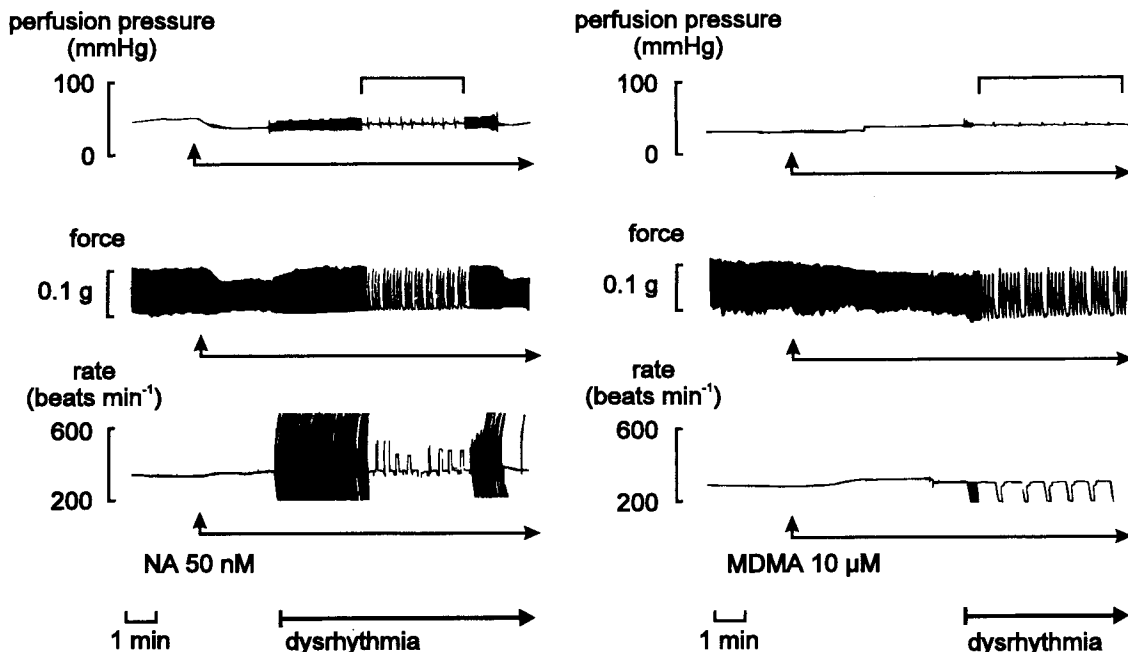 perfusion pressure
(mmHg)
100
0
force
0.1 g
rate
(beats min⁻¹)
600
200
NA 50 nM
1 min
dysrhythmia
perfusion pressure
(mmHg)
100
0
force
0.1 g
rate
(beats min⁻¹)
600
200
MDMA 10 µM
1 min
dysrhythmia